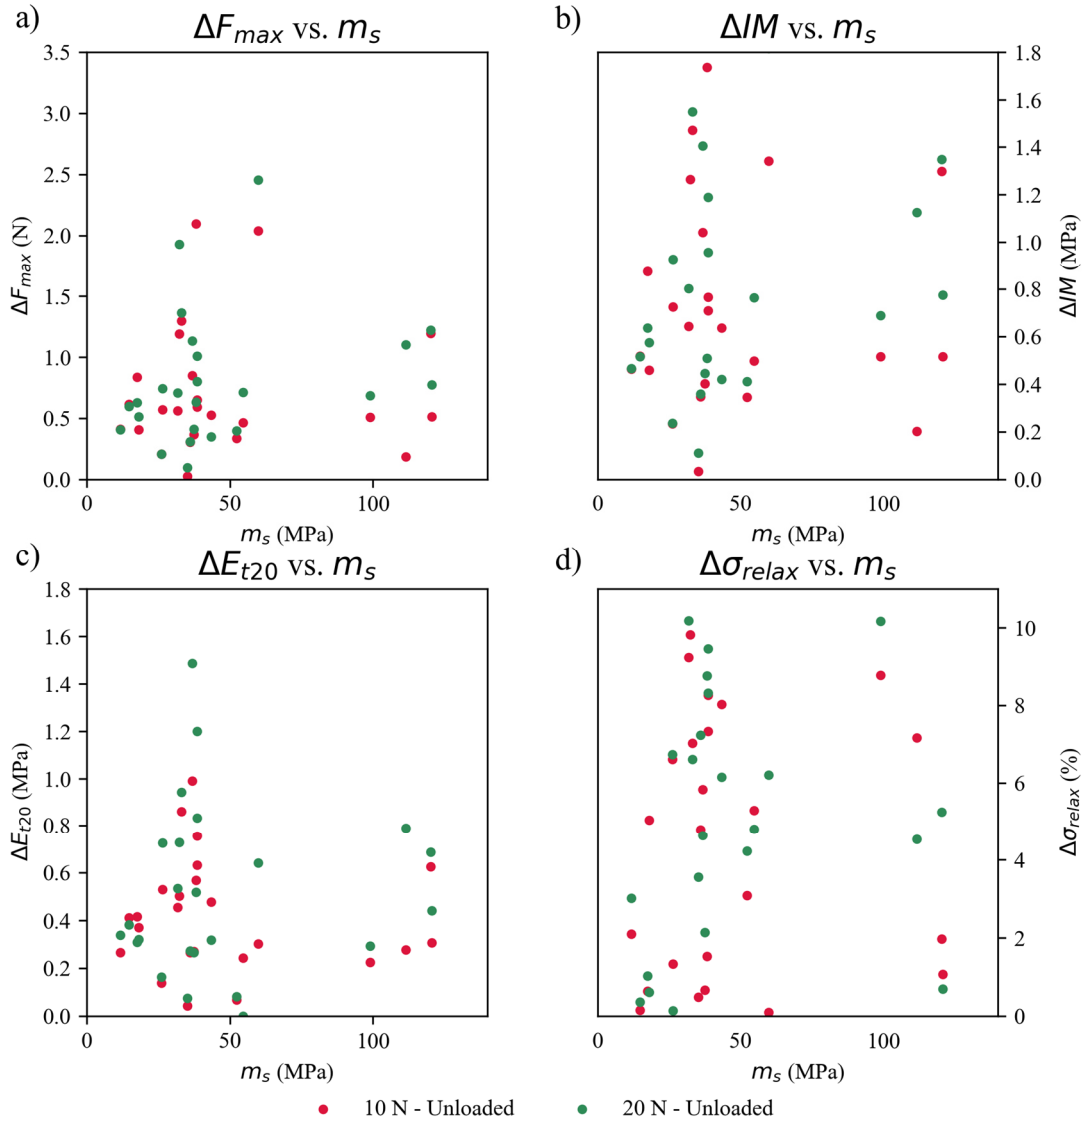 a)
ΔF_max vs. m_s
3.5
3.0
2.5
2.0
1.5
1.0
0.5
0.0
ΔF_max (N)
0 50 100
m_s (MPa)
b)
ΔIM vs. m_s
1.8
1.6
1.4
1.2
1.0
0.8
0.6
0.4
0.2
0.0
ΔIM (MPa)
0 50 100
m_s (MPa)
c)
ΔE_t20 vs. m_s
1.8
1.6
1.4
1.2
1.0
0.8
0.6
0.4
0.2
0.0
ΔE_t20 (MPa)
0 50 100
m_s (MPa)
d)
Δσ_relax vs. m_s
10
8
6
4
2
0
Δσ_relax (%)
0 50 100
m_s (MPa)
10 N - Unloaded
20 N - Unloaded